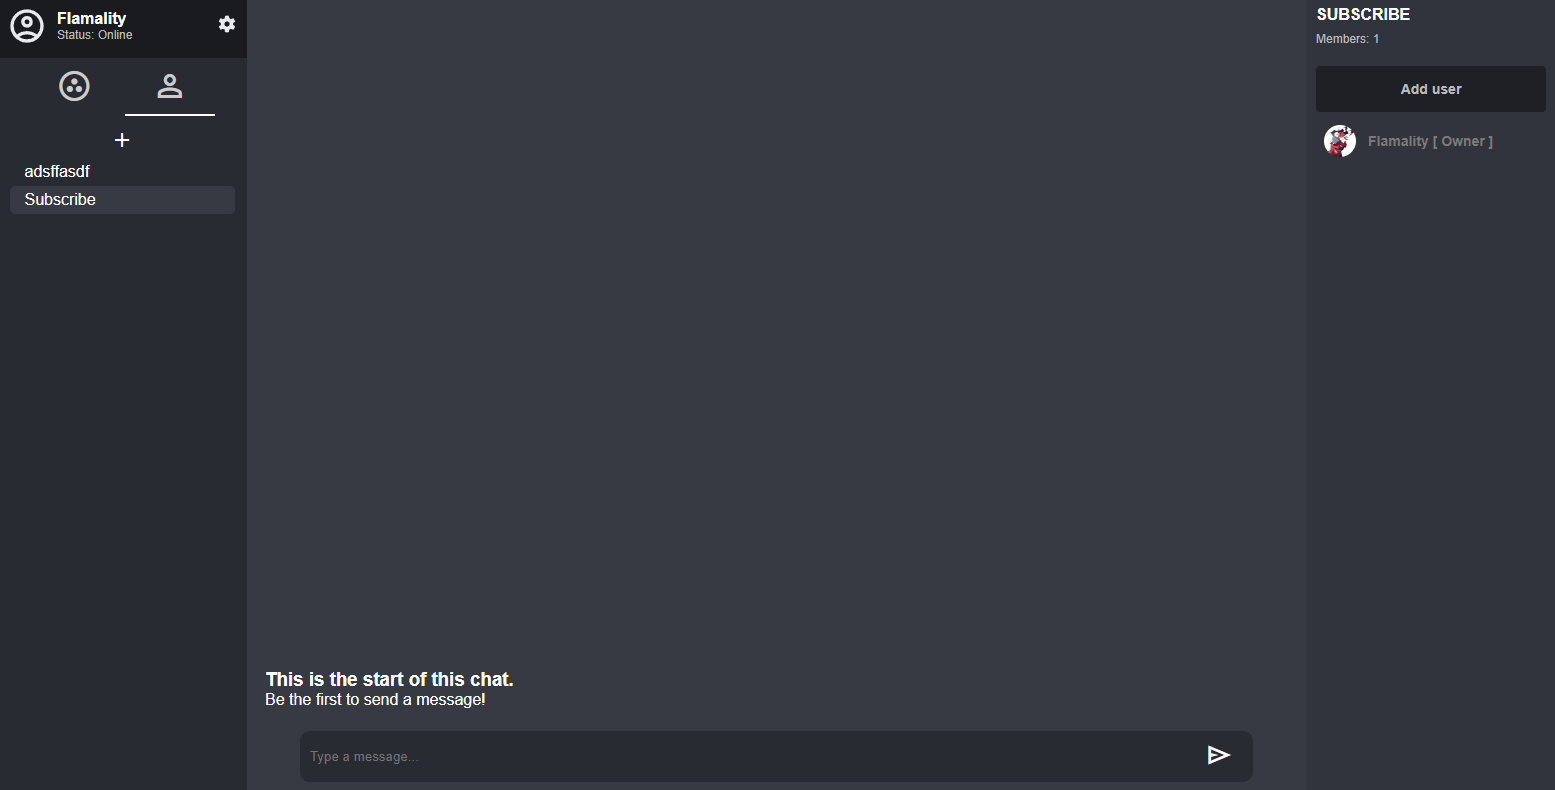 Flamality
Status: Online
adsffasdf
Subscribe
This is the start of this chat.
Be the first to send a message!
Type a message...
SUBSCRIBE
Members: 1
Add user
Flamality [ Owner ]